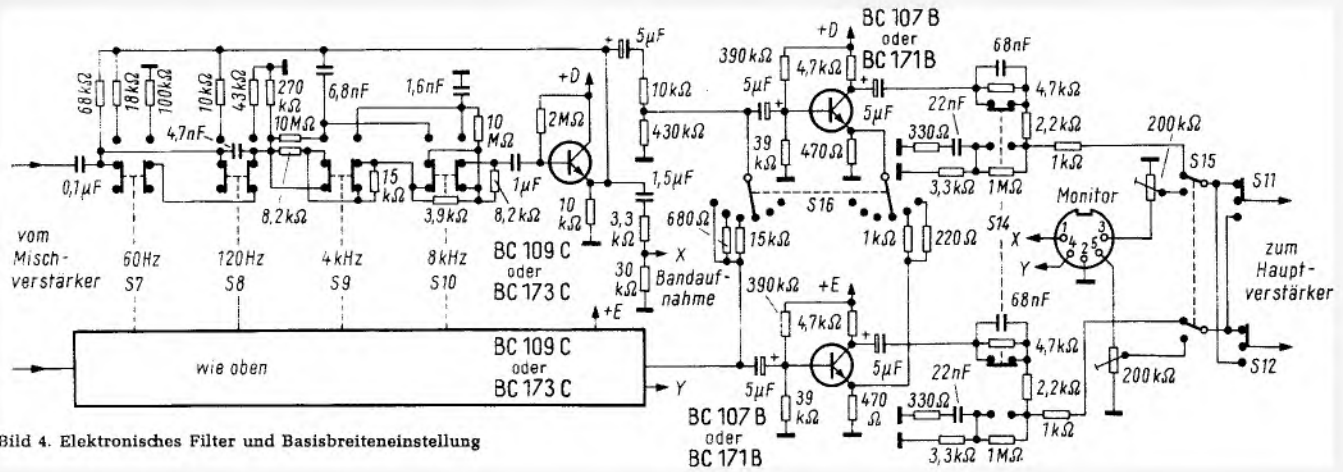 5µF
BC 107 B
oder
BC 171B
+D
+D
390kΩ
68nF
68kΩ
18kΩ
100kΩ
10kΩ
43kΩ
270
kΩ
6,8nF
1,6nF
4,7kΩ
5µF
5µF
4,7kΩ
10kΩ
22nF
10MΩ
10
MΩ
2MΩ
430kΩ
330Ω
2,2kΩ
200kΩ
4,7nF
39
kΩ
470Ω
1kΩ
S15
0,1µF
15
kΩ
1µF
1,5µF
3,3kΩ
1MΩ
S11
8,2kΩ
3,9kΩ
8,2kΩ
10
kΩ
3,3
kΩ
S16
S14
Monitor
680Ω
15kΩ
1kΩ
220Ω
X
1
3
4
5
2
Y
vom
Misch-
verstärker
60Hz
S7
120Hz
S8
4kHz
S9
8kHz
S10
BC 109 C
oder
BC 173 C
30
kΩ
X
Bandauf-
nahme
zum
Haupt-
verstärker
390kΩ
+E
68nF
+E
4,7kΩ
wie oben
BC 109 C
oder
BC 173 C
Y
5µF
5µF
4,7kΩ
22nF
2,2kΩ
200kΩ
S12
39
kΩ
470
Ω
330Ω
1kΩ
BC 107 B
oder
BC 171 B
3,3kΩ
1MΩ
Bild 4. Elektronisches Filter und Basisbreiteneinstellung